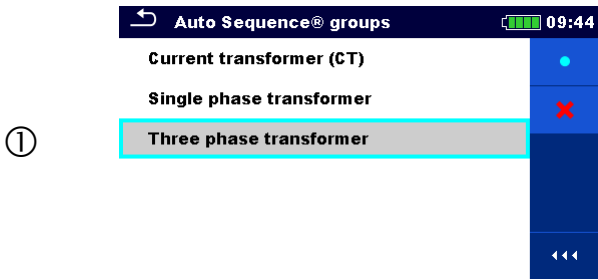 Auto Sequence® groups 09:44
Current transformer (CT)
Single phase transformer
① Three phase transformer